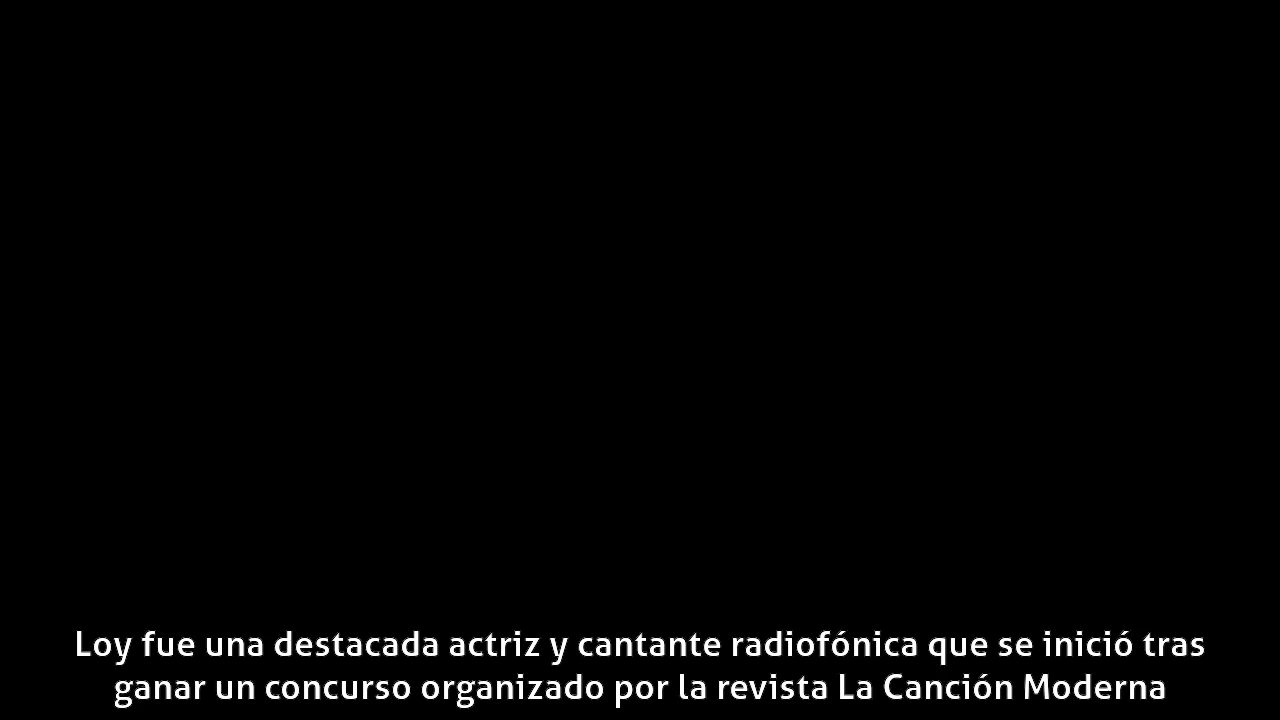 Loy fue una destacada actriz y cantante radiofónica que se inició tras
ganar un concurso organizado por la revista La Canción Moderna